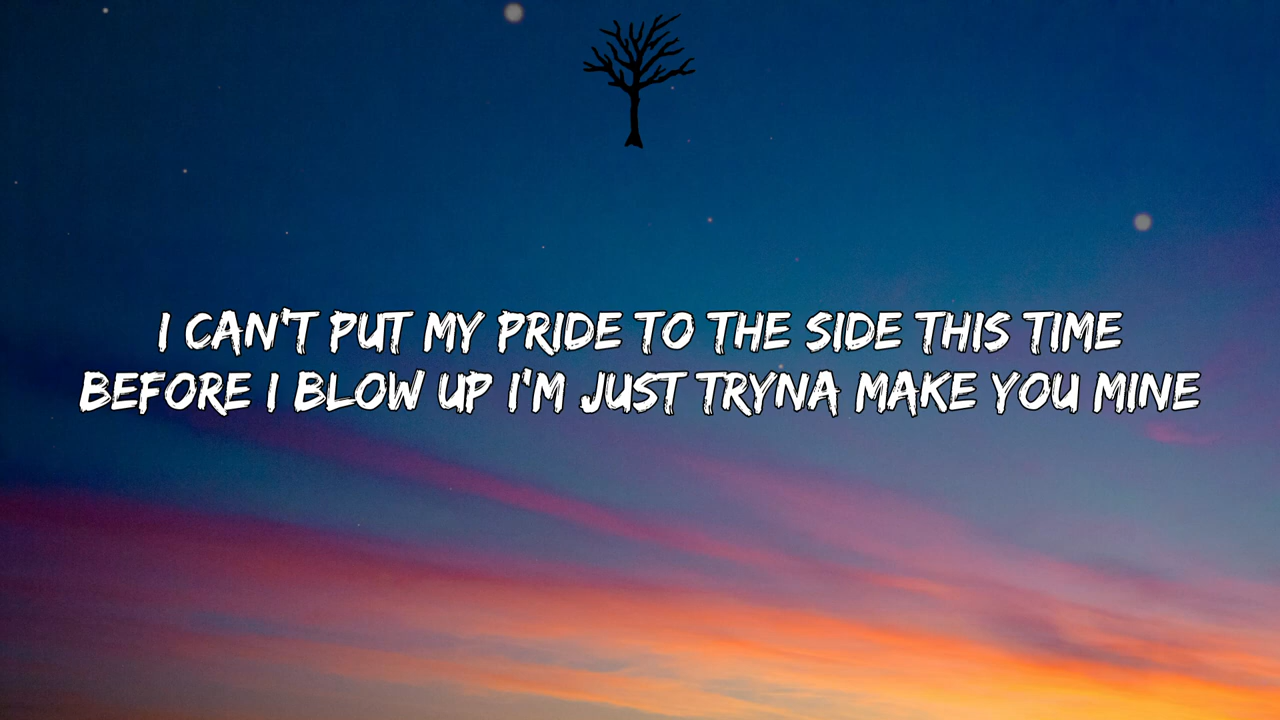 I CAN'T PUT MY PRIDE TO THE SIDE THIS TIME
BEFORE I BLOW UP I'M JUST TRYNA MAKE YOU MINE